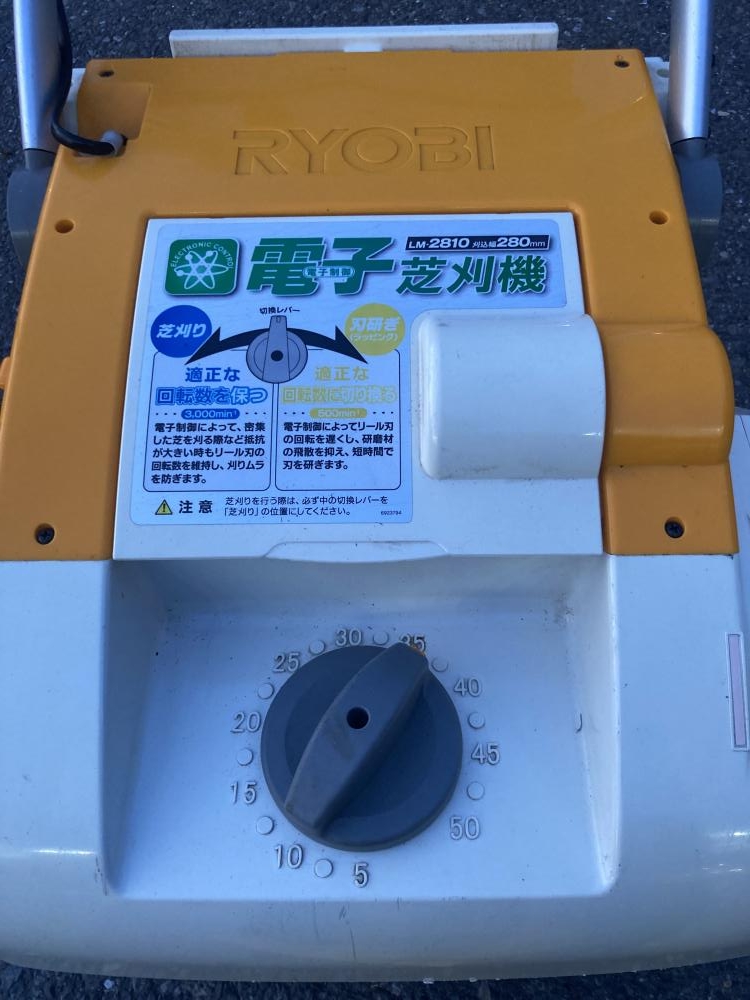 RYOBI
ELECTRONIC CONTROL
電子芝刈機
電子制御
LM-2810 刈込幅280mm
切換レバー
芝刈り
刃研ぎ
(ラッピング)
適正な
回転数を保つ
3,000min⁻¹
電子制御によって、密集
した芝を刈る際など抵抗
が大きい時もリール刃の
回転数を維持し、刈りムラ
を防ぎます。
適正な
回転数に切り換る
500min⁻¹
電子制御によってリール刃
の回転を遅くし、研磨材
の飛散を抑え、短時間で
刃を研ぎます。
注意
芝刈りを行う際は、必ず中の切換レバーを
「芝刈り」の位置にしてください。
6923794
5
10
15
20
25
30
35
40
45
50